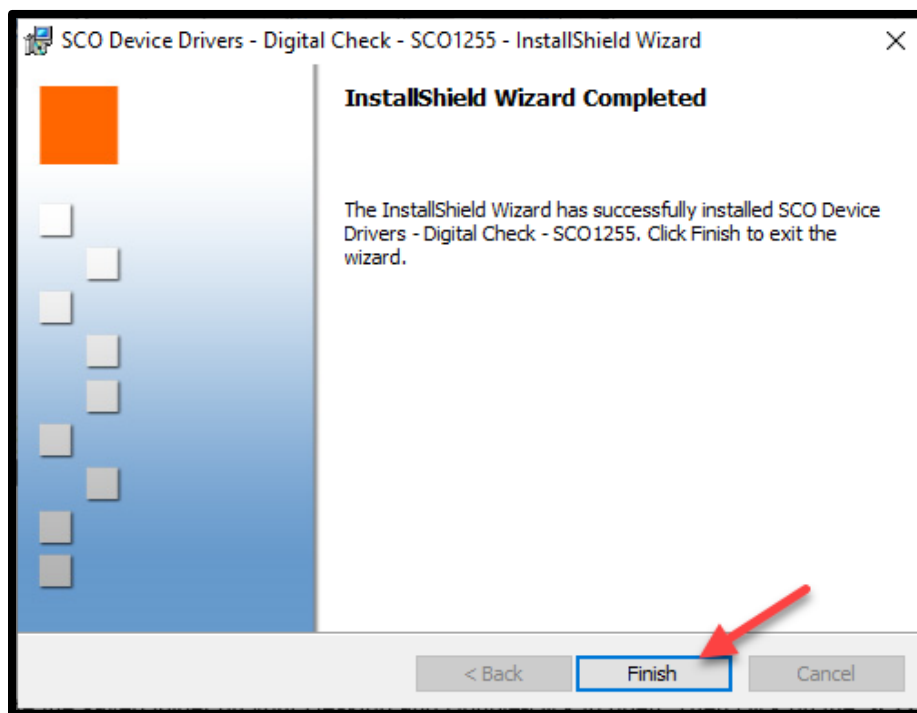 SCO Device Drivers - Digital Check - SCO1255 - InstallShield Wizard
InstallShield Wizard Completed
The InstallShield Wizard has successfully installed SCO Device
Drivers - Digital Check - SCO1255. Click Finish to exit the
wizard.
< Back
Finish
Cancel